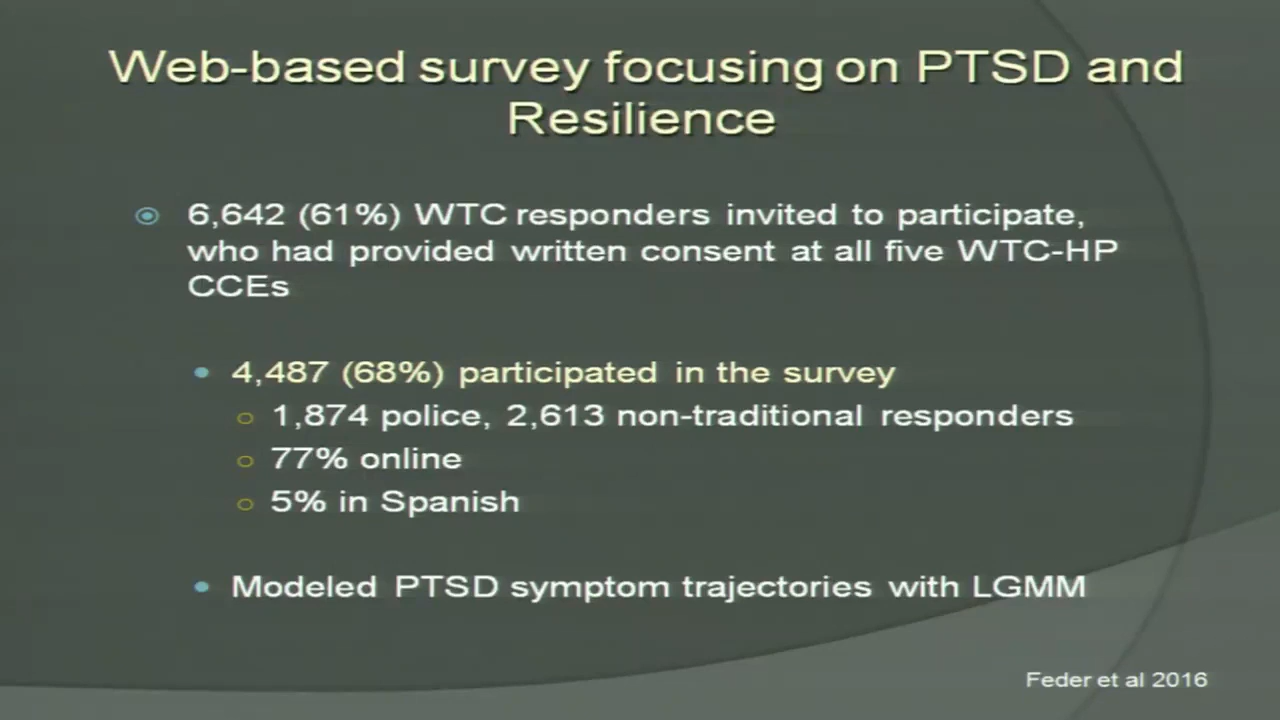 Web-based survey focusing on PTSD and
Resilience
6,642 (61%) WTC responders invited to participate,
who had provided written consent at all five WTC-HP
CCEs
4,487 (68%) participated in the survey
1,874 police, 2,613 non-traditional responders
77% online
5% in Spanish
Modeled PTSD symptom trajectories with LGMM
Feder et al 2016